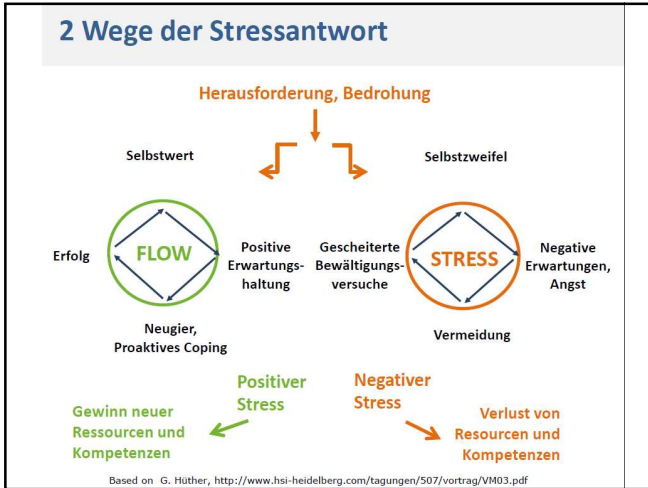 2 Wege der Stressantwort
Herausforderung, Bedrohung
Selbstwert
Erfolg
FLOW
Positive
Erwartungs-
haltung
Neugier,
Proaktives Coping
Selbstzweifel
Gescheiterte
Bewältigungs-
versuche
STRESS
Negative
Erwartungen,
Angst
Vermeidung
Positiver
Stress
Negativer
Stress
Gewinn neuer
Ressourcen und
Kompetenzen
Verlust von
Resourcen und
Kompetenzen
Based on G. Hüther, http://www.hsi-heidelberg.com/tagungen/507/vortrag/VM03.pdf